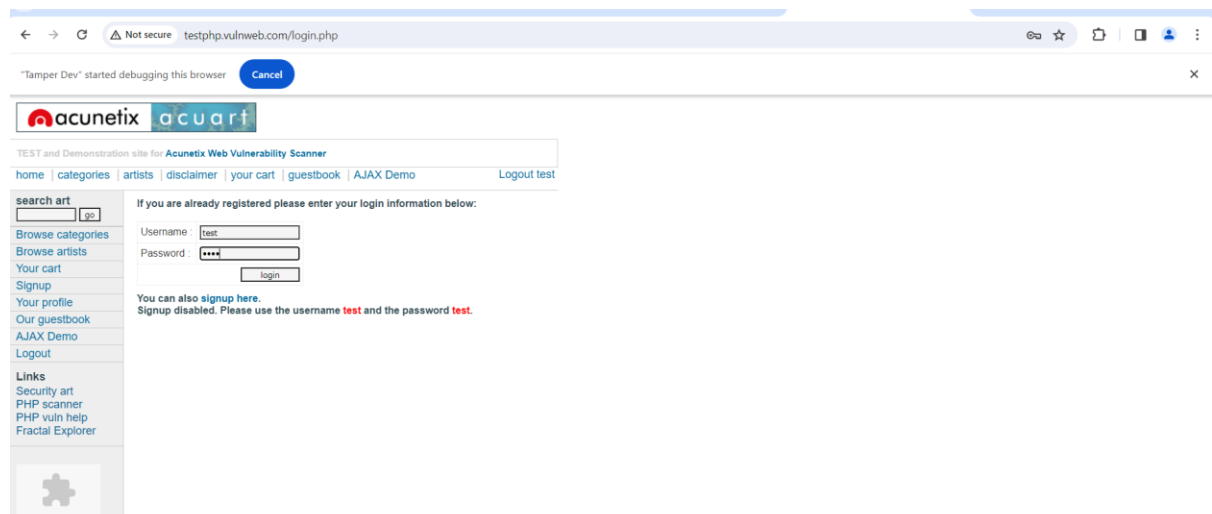 Not secure testphp.vulnweb.com/login.php
"Tamper Dev" started debugging this browser Cancel
acunetix acuart
TEST and Demonstration site for Acunetix Web Vulnerability Scanner
home | categories | artists | disclaimer | your cart | guestbook | AJAX Demo Logout test
search art
go
Browse categories
Browse artists
Your cart
Signup
Your profile
Our guestbook
AJAX Demo
Logout
Links
Security art
PHP scanner
PHP vuln help
Fractal Explorer
If you are already registered please enter your login information below:
Username : test
Password : ••••
login
You can also signup here.
Signup disabled. Please use the username test and the password test.